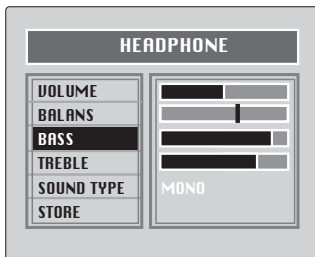 HEADPHONE
VOLUME
BALANS
BASS
TREBLE
SOUND TYPE
MONO
STORE